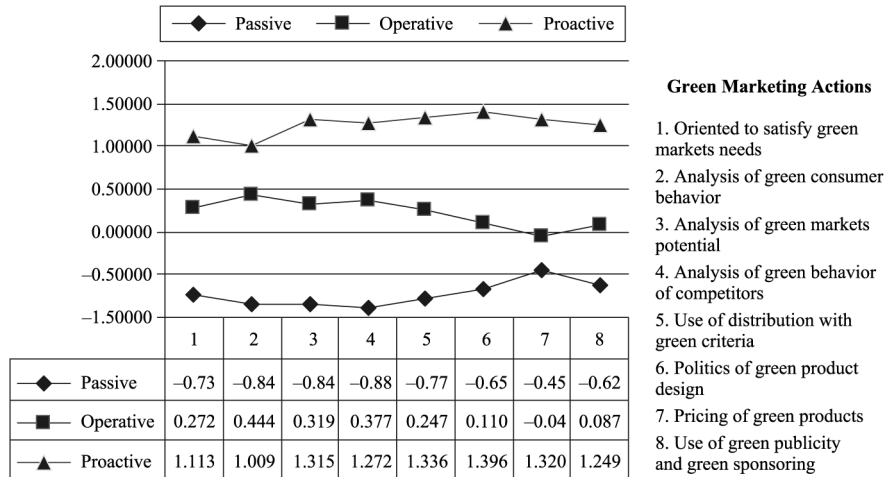 Passive Operative Proactive
2.00000
1.50000
1.00000
0.50000
0.00000
–0.50000
–1.50000
1 2 3 4 5 6 7 8
Passive –0.73 –0.84 –0.84 –0.88 –0.77 –0.65 –0.45 –0.62
Operative 0.272 0.444 0.319 0.377 0.247 0.110 –0.04 0.087
Proactive 1.113 1.009 1.315 1.272 1.336 1.396 1.320 1.249
Green Marketing Actions
1. Oriented to satisfy green
markets needs
2. Analysis of green consumer
behavior
3. Analysis of green markets
potential
4. Analysis of green behavior
of competitors
5. Use of distribution with
green criteria
6. Politics of green product
design
7. Pricing of green products
8. Use of green publicity
and green sponsoring